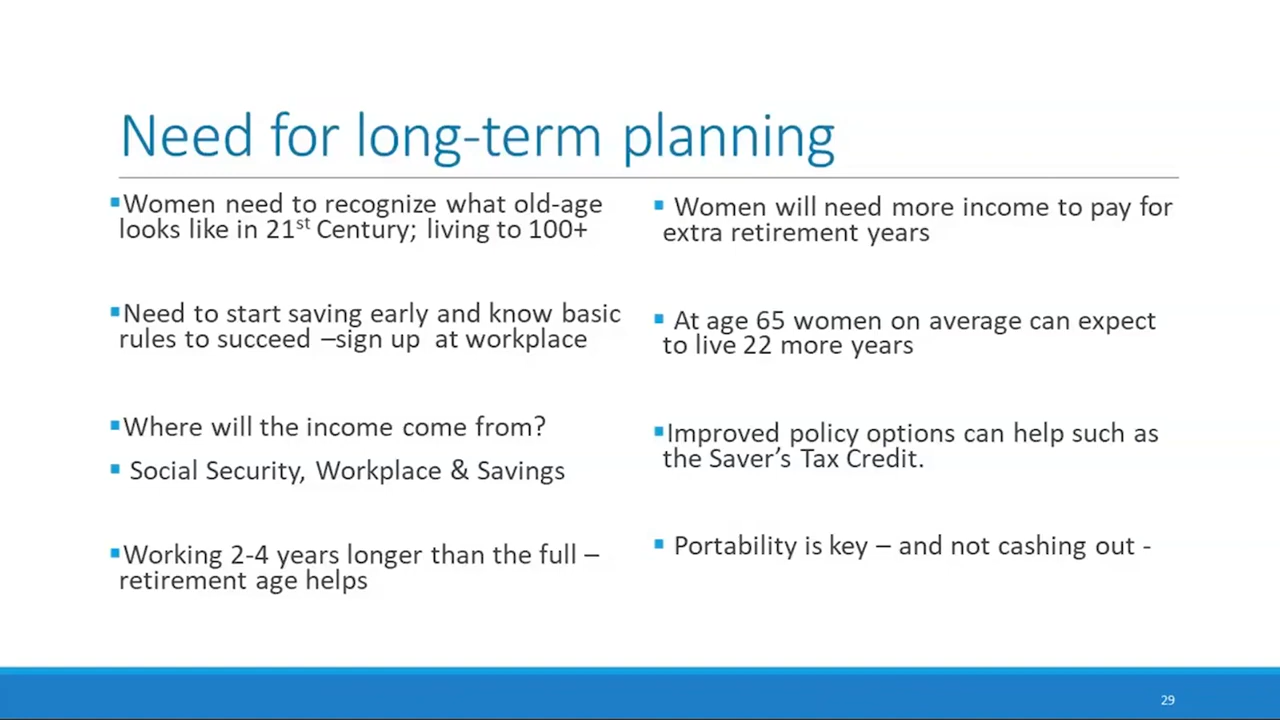 Need for long-term planning
▪Women need to recognize what old-age
looks like in 21st Century; living to 100+
▪Need to start saving early and know basic
rules to succeed –sign up at workplace
▪Where will the income come from?
▪ Social Security, Workplace & Savings
▪Working 2-4 years longer than the full –
retirement age helps
▪ Women will need more income to pay for
extra retirement years
▪ At age 65 women on average can expect
to live 22 more years
▪Improved policy options can help such as
the Saver’s Tax Credit.
▪ Portability is key – and not cashing out -
29